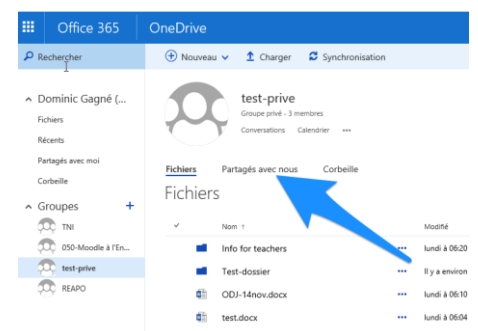 Office 365 OneDrive
Rechercher
Nouveau Charger Synchronisation
Dominic Gagné (...
Fichiers
Récents
Partagés avec moi
Corbeille
Groupes +
TNI
050-Moodle à l'En...
test-prive
REAPO
test-prive
Groupe privé - 3 membres
Conversations Calendrier •••
Fichiers Partagés avec nous Corbeille
Fichiers
Nom ↑ Modifié
Info for teachers ••• lundi à 06:20
Test-dossier Il y a environ
ODJ-14nov.docx ••• lundi à 06:10
test.docx ••• lundi à 06:04